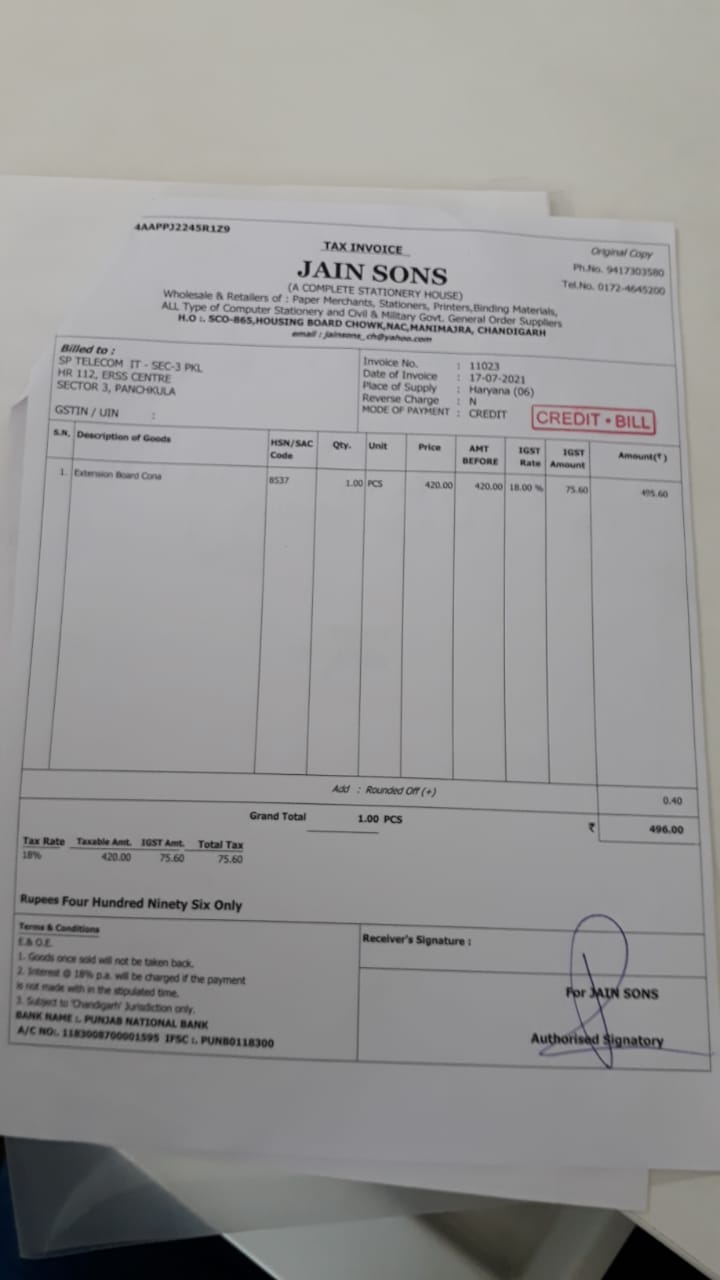 4AAPPJ2245R1Z9
Original Copy
TAX INVOICE
Ph.No. 9417303580
JAIN SONS
Tel.No. 0172-4645200
(A COMPLETE STATIONERY HOUSE)
Wholesale & Retailers of : Paper Merchants, Stationers, Printers,Binding Materials,
ALL Type of Computer Stationery and Civil & Military Govt. General Order Suppliers
H.O :. SCO-865,HOUSING BOARD CHOWK,NAC,MANIMAJRA, CHANDIGARH
email : jainsons_ch@yahoo.com
Billed to :
SP TELECOM IT - SEC-3 PKL
HR 112, ERSS CENTRE
SECTOR 3, PANCHKULA
GSTIN / UIN :
Invoice No. : 11023
Date of Invoice : 17-07-2021
Place of Supply : Haryana (06)
Reverse Charge : N
MODE OF PAYMENT : CREDIT
CREDIT • BILL
S.N. Description of Goods HSN/SAC Code Qty. Unit Price AMT BEFORE IGST Rate IGST Amount Amount(₹)
1. Extension Board Cona 8537 1.00 PCS 420.00 420.00 18.00 % 75.60 495.60
Add : Rounded Off (+) 0.40
Grand Total 1.00 PCS ₹ 496.00
Tax Rate Taxable Amt. IGST Amt. Total Tax
18% 420.00 75.60 75.60
Rupees Four Hundred Ninety Six Only
Terms & Conditions
E.& O.E.
1. Goods once sold will not be taken back.
2. Interest @ 18% p.a. will be charged if the payment
is not made with in the stipulated time.
3. Subject to 'Chandigarh' Jurisdiction only.
BANK NAME :. PUNJAB NATIONAL BANK
A/C NO:. 1183008700001595 IFSC :. PUNB0118300
Receiver's Signature :
For JAIN SONS
Authorised Signatory